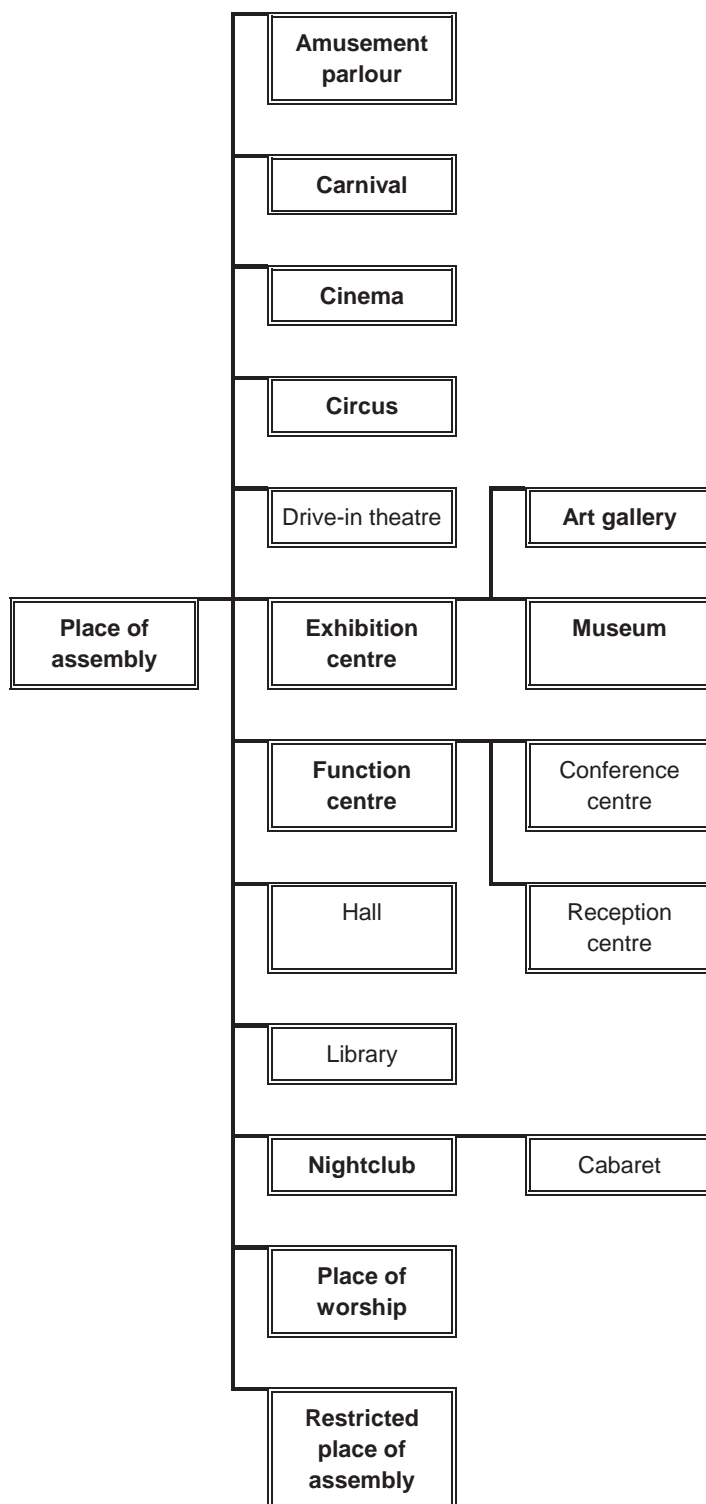 Amusement
parlour
Carnival
Cinema
Circus
Drive-in theatre
Art gallery
Place of
assembly
Exhibition
centre
Museum
Function
centre
Conference
centre
Hall
Reception
centre
Library
Nightclub
Cabaret
Place of
worship
Restricted
place of
assembly